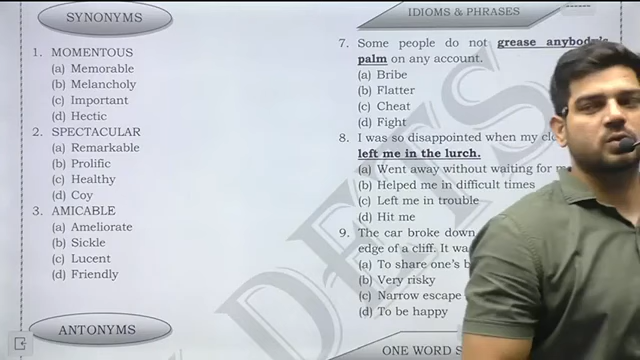 SYNONYMS
1. MOMENTOUS
(a) Memorable
(b) Melancholy
(c) Important
(d) Hectic
2. SPECTACULAR
(a) Remarkable
(b) Prolific
(c) Healthy
(d) Coy
3. AMICABLE
(a) Ameliorate
(b) Sickle
(c) Lucent
(d) Friendly
ANTONYMS
IDIOMS & PHRASES
7. Some people do not grease anybody's
palm on any account.
(a) Bribe
(b) Flatter
(c) Cheat
(d) Fight
8. I was so disappointed when my
left me in the lurch.
(a) Went away without waiting for
(b) Helped me in difficult times
(c) Left me in trouble
(d) Hit me
9. The car broke down
edge of a cliff. It
(a) To share one's
(b) Very risky
(c) Narrow escape
(d) To be happy
ONE WORD